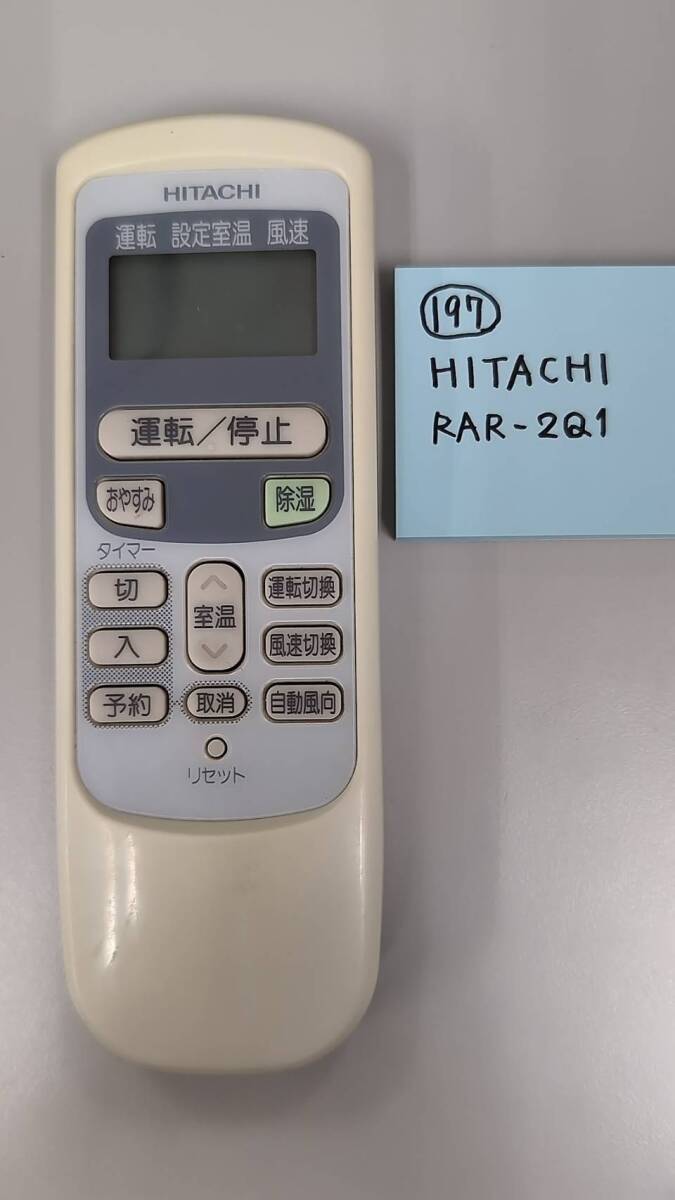 HITACHI
運転 設定室温 風速
運転／停止
おやすみ 除湿
タイマー
切 室温 運転切換
入 風速切換
予約 取消 自動風向
リセット
197
HITACHI
RAR-2Q1